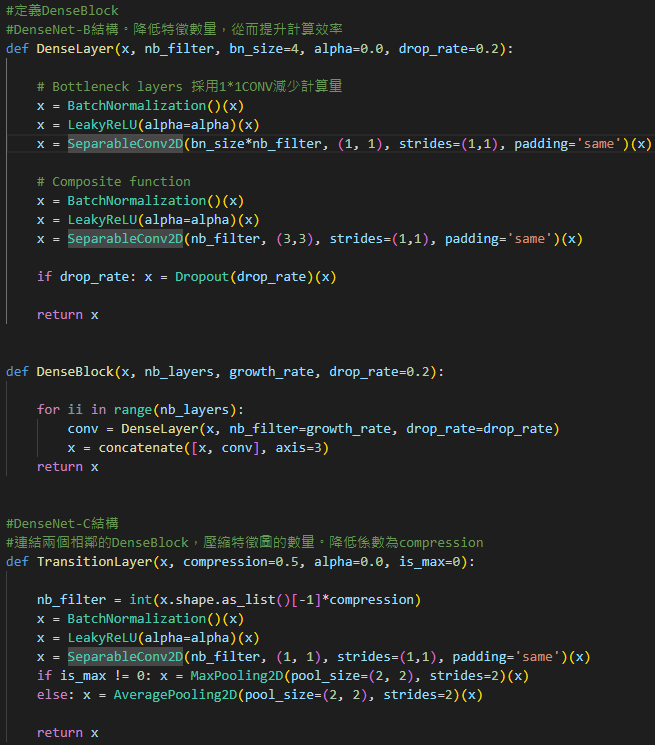 #定義DenseBlock
#DenseNet-B結構。降低特徵數量，從而提升計算效率
def DenseLayer(x, nb_filter, bn_size=4, alpha=0.0, drop_rate=0.2):
# Bottleneck layers 採用1*1CONV減少計算量
x = BatchNormalization()(x)
x = LeakyReLU(alpha=alpha)(x)
x = SeparableConv2D(bn_size*nb_filter, (1, 1), strides=(1,1), padding='same')(x)
# Composite function
x = BatchNormalization()(x)
x = LeakyReLU(alpha=alpha)(x)
x = SeparableConv2D(nb_filter, (3,3), strides=(1,1), padding='same')(x)
if drop_rate: x = Dropout(drop_rate)(x)
return x
def DenseBlock(x, nb_layers, growth_rate, drop_rate=0.2):
for ii in range(nb_layers):
conv = DenseLayer(x, nb_filter=growth_rate, drop_rate=drop_rate)
x = concatenate([x, conv], axis=3)
return x
#DenseNet-C結構
#連結兩個相鄰的DenseBlock，壓縮特徵圖的數量。降低係數為compression
def TransitionLayer(x, compression=0.5, alpha=0.0, is_max=0):
nb_filter = int(x.shape.as_list()[-1]*compression)
x = BatchNormalization()(x)
x = LeakyReLU(alpha=alpha)(x)
x = SeparableConv2D(nb_filter, (1, 1), strides=(1,1), padding='same')(x)
if is_max != 0: x = MaxPooling2D(pool_size=(2, 2), strides=2)(x)
else: x = AveragePooling2D(pool_size=(2, 2), strides=2)(x)
return x